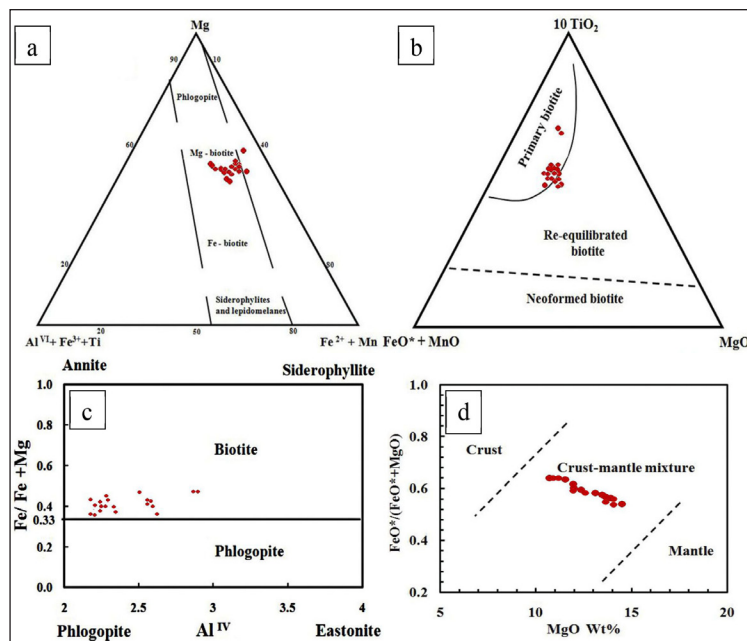 a
Mg
90
10
Phlogopite
60
40
Mg - biotite
Fe - biotite
20
80
Siderophylites
and lepidomelanes
20
50
80
Al VI + Fe3+ +Ti
Fe 2+ + Mn
b
10 TiO2
Primary biotite
Re-equilibrated
biotite
Neoformed biotite
FeO* + MnO
MgO
Annite
Siderophyllite
c
Fe/ Fe +Mg
1.0
0.8
0.6
0.4
0.33
0.2
0.0
Biotite
Phlogopite
2
2.5
3
3.5
4
Phlogopite
Al IV
Eastonite
d
FeO*/(FeO*+MgO)
1.0
0.8
0.6
0.4
0.2
Crust
Crust-mantle mixture
Mantle
5
10
15
20
MgO Wt%